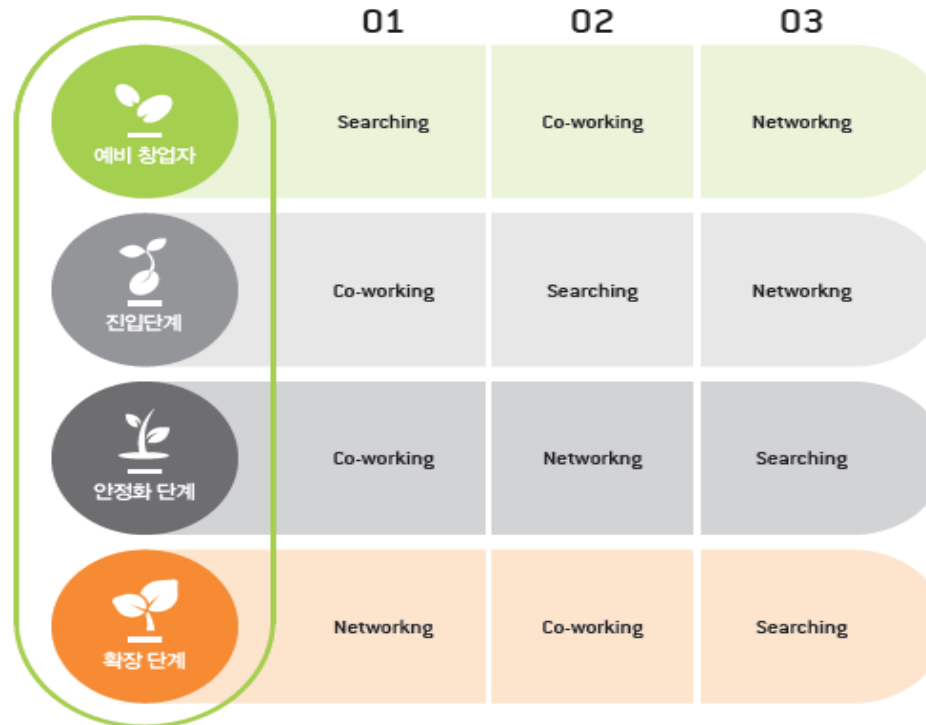 01 02 03
예비 창업자 Searching Co-working Networkng
진입단계 Co-working Searching Networkng
안정화 단계 Co-working Networkng Searching
확장 단계 Networkng Co-working Searching